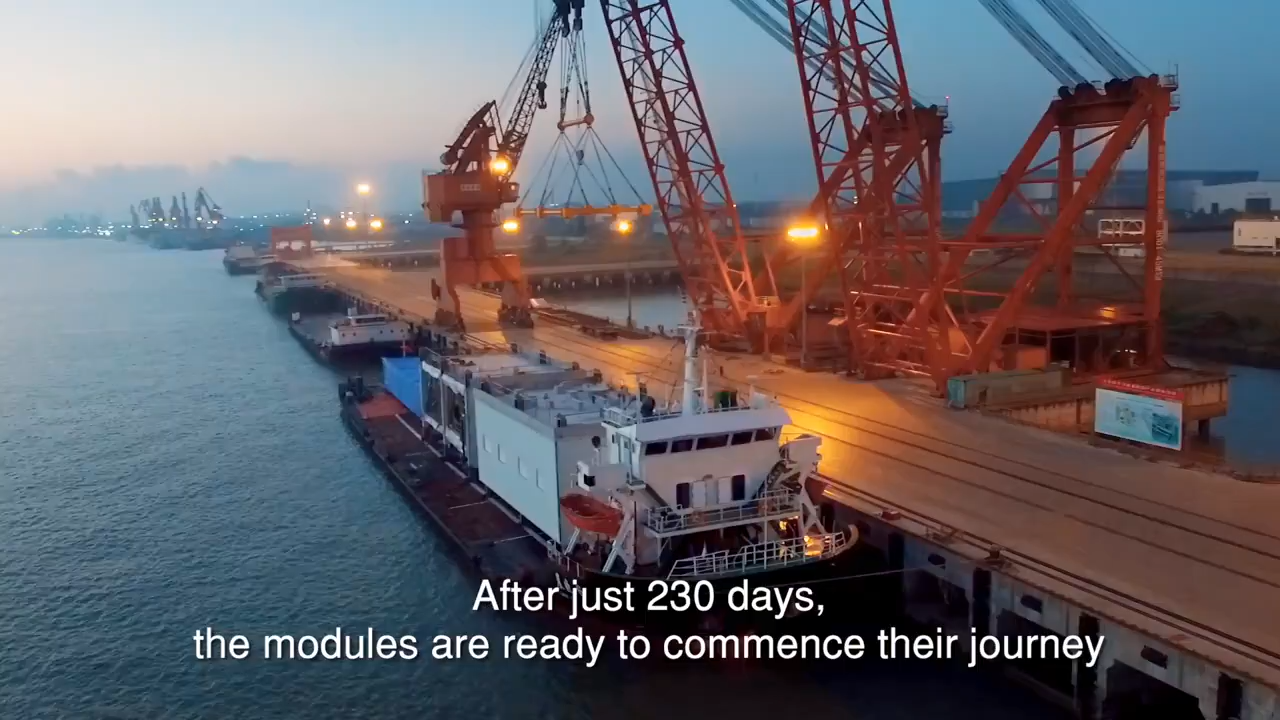 After just 230 days,
the modules are ready to commence their journey